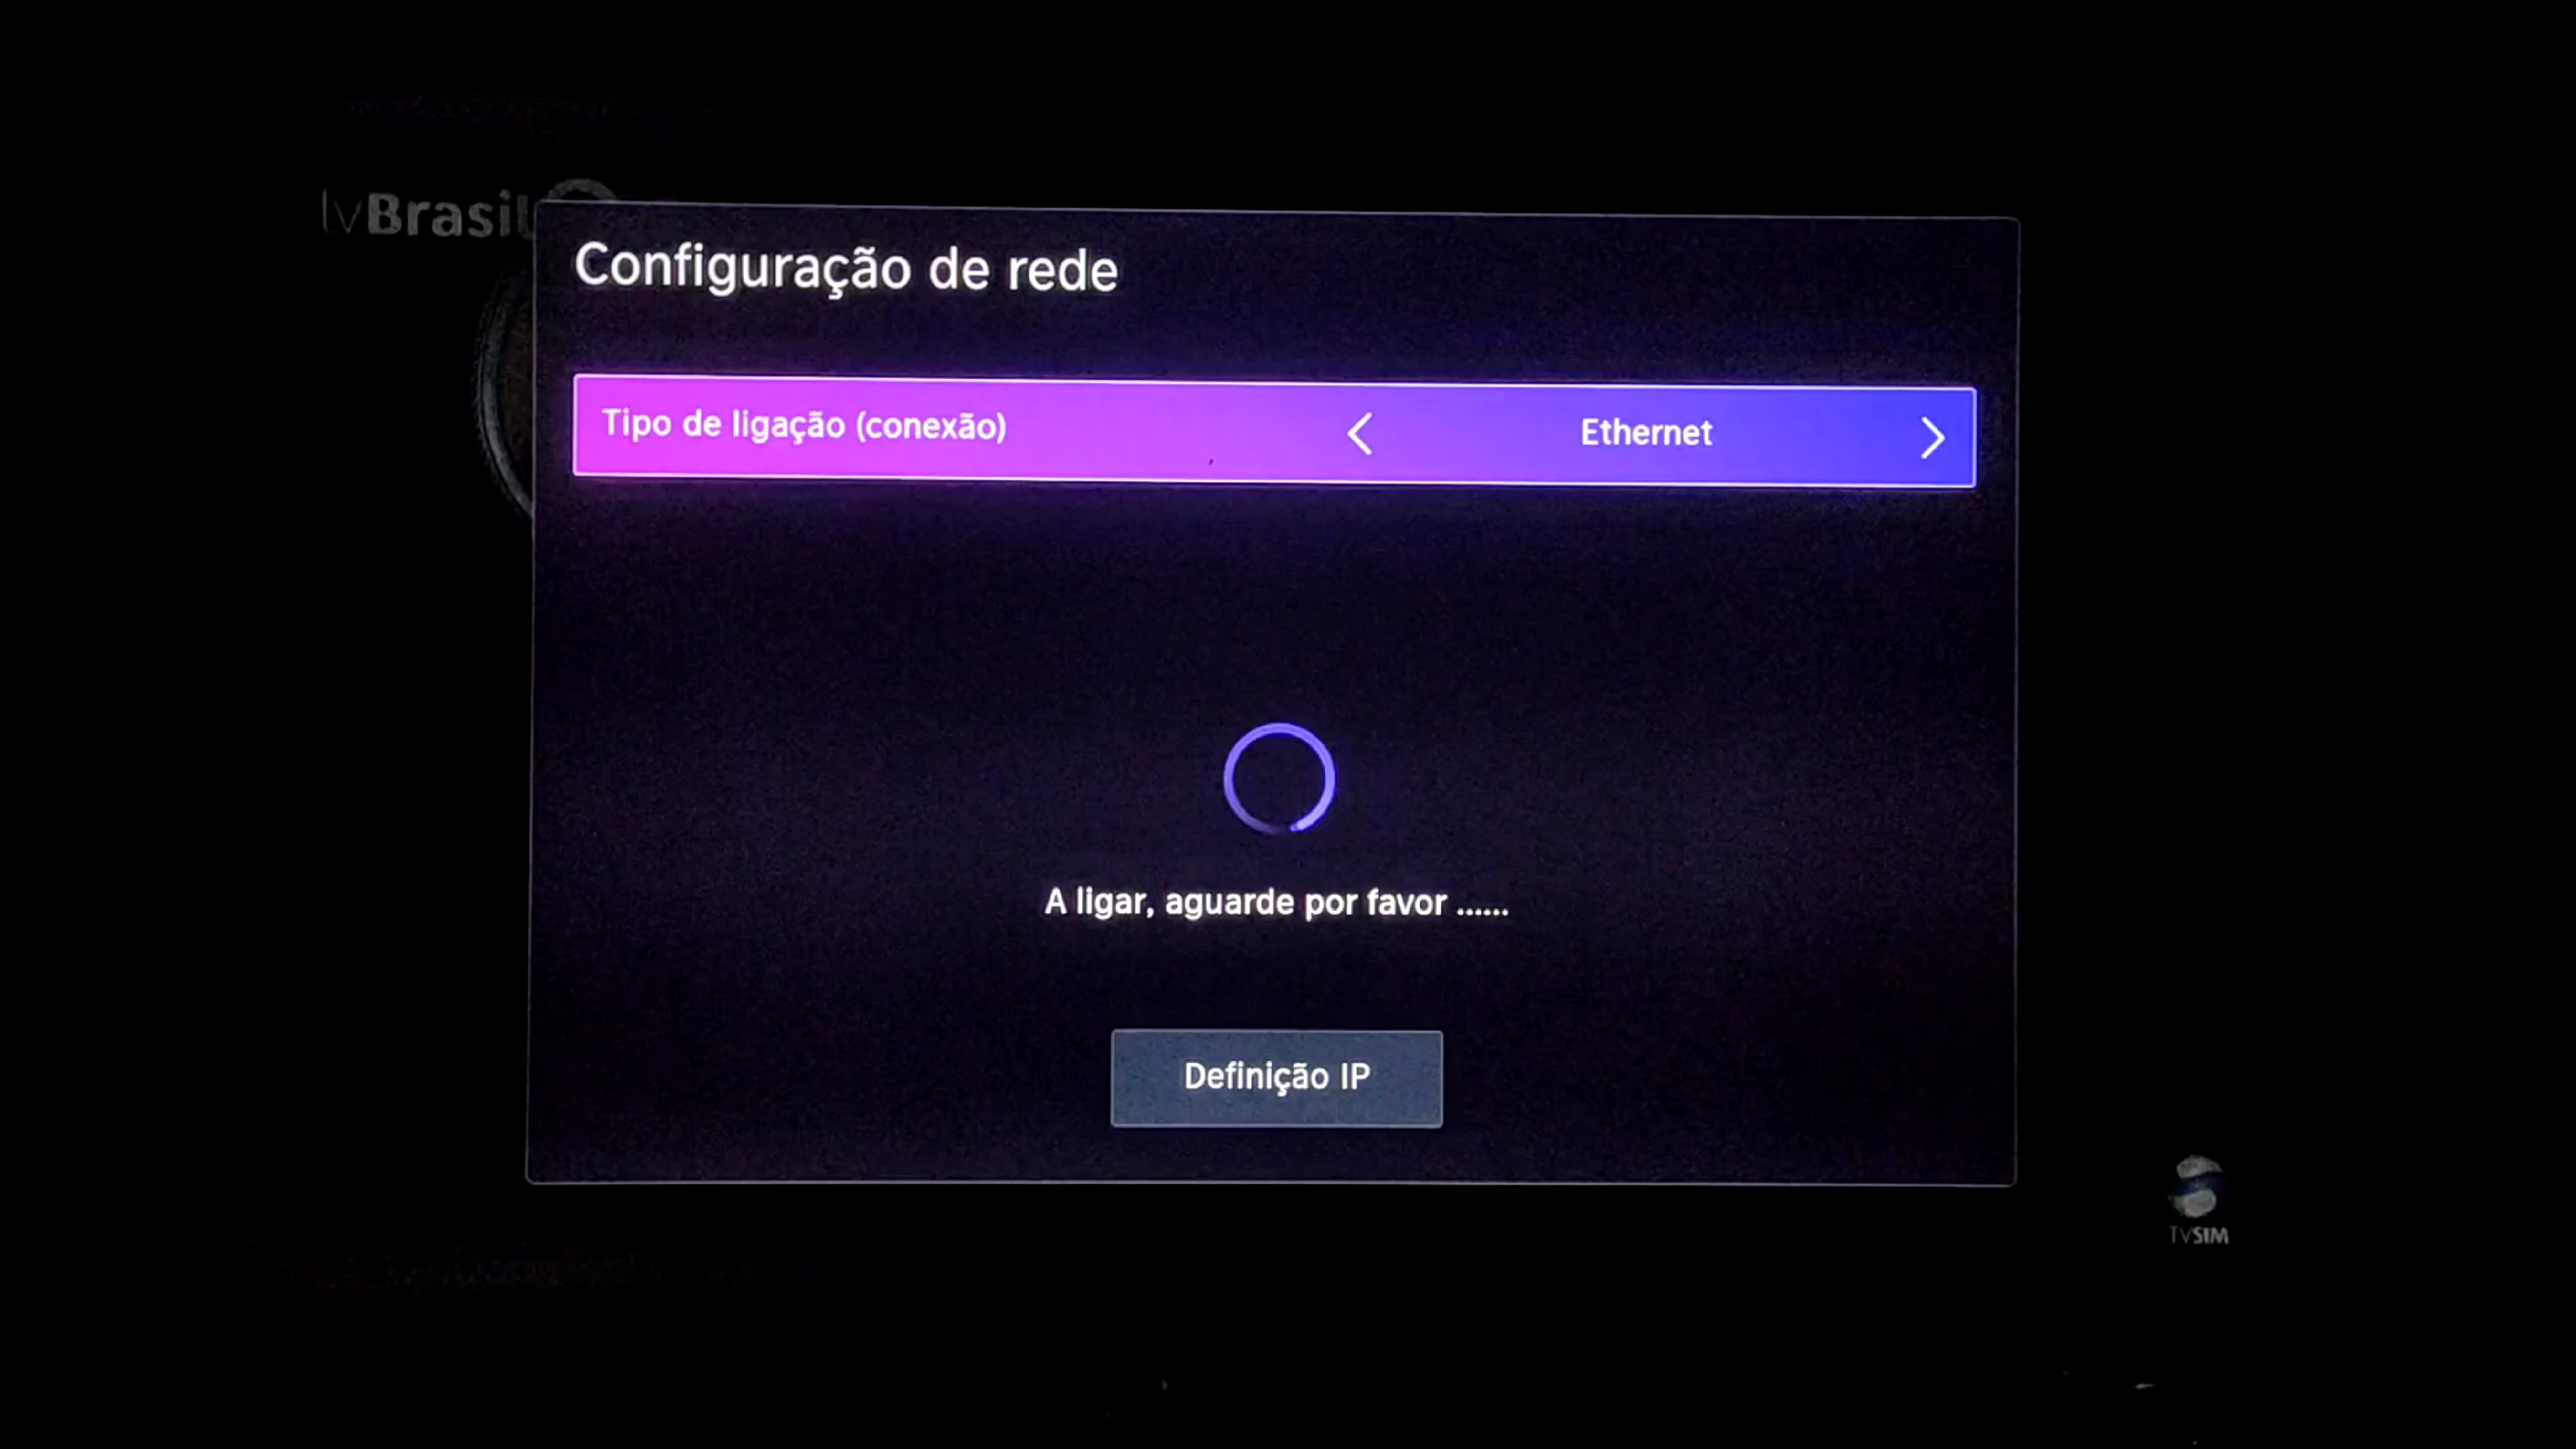 tvBrasil
Configuração de rede
Tipo de ligação (conexão)
Ethernet
A ligar, aguarde por favor ......
Definição IP
TVSIM